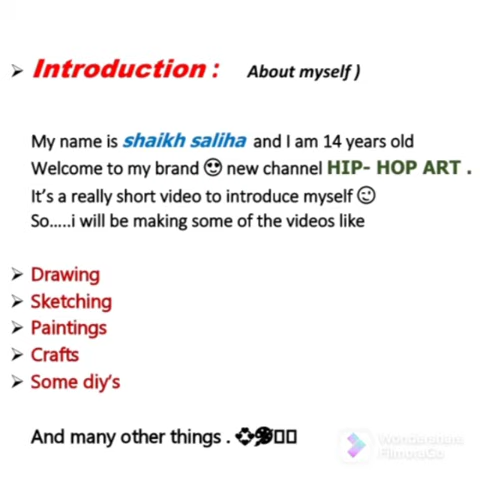 ➢ Introduction : About myself )
My name is shaikh saliha and I am 14 years old
Welcome to my brand 😍 new channel HIP- HOP ART .
It's a really short video to introduce myself 😉
So.....i will be making some of the videos like
➢ Drawing
➢ Sketching
➢ Paintings
➢ Crafts
➢ Some diy's
And many other things .
Wondershare
FilmoraGo